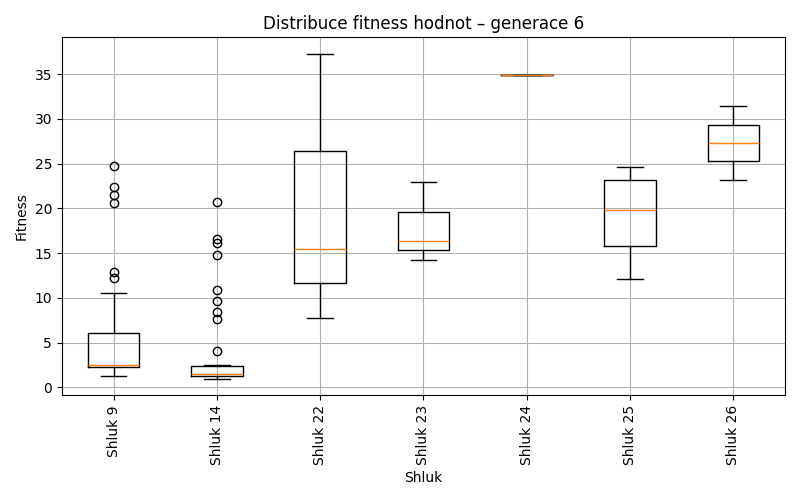 Distribuce fitness hodnot – generace 6
Fitness
35
30
25
20
15
10
5
0
Shluk 9
Shluk 14
Shluk 22
Shluk 23
Shluk 24
Shluk 25
Shluk 26
Shluk